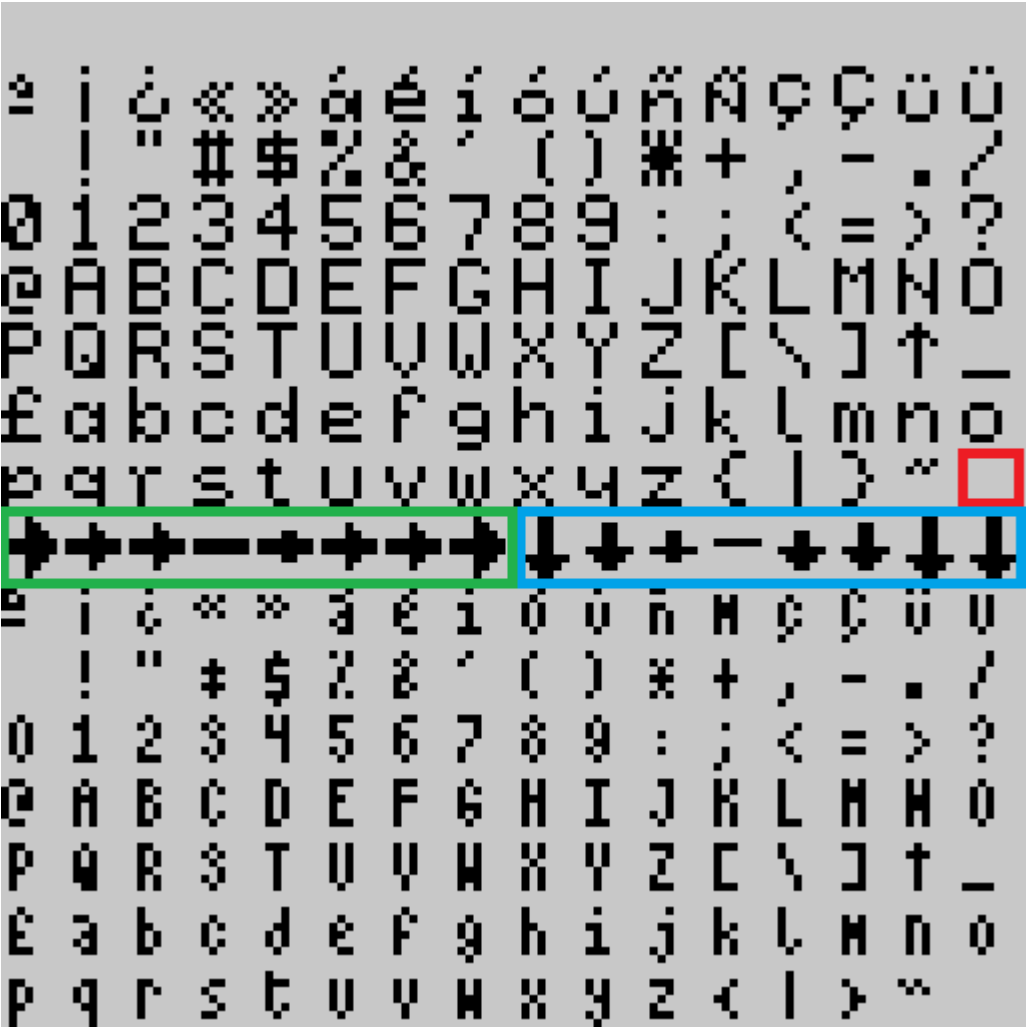 ª ¡ ¿ « » á é í ó ú ñ Ñ ç Ç ü Ü
! " # $ % & ' ( ) * + , - . /
0 1 2 3 4 5 6 7 8 9 : ; < = > ?
@ A B C D E F G H I J K L M N O
P Q R S T U V W X Y Z [ \ ] ↑ _
£ a b c d e f g h i j k l m n o
p q r s t u v w x y z { | } ~
ª ¡ ¿ « » á é í ó ú ñ Ñ ç Ç ü Ü
! " # $ % & ' ( ) * + , - . /
0 1 2 3 4 5 6 7 8 9 : ; < = > ?
@ A B C D E F G H I J K L M N O
P Q R S T U V W X Y Z [ \ ] ↑ _
£ a b c d e f g h i j k l m n o
p q r s t u v w x y z { | } ~